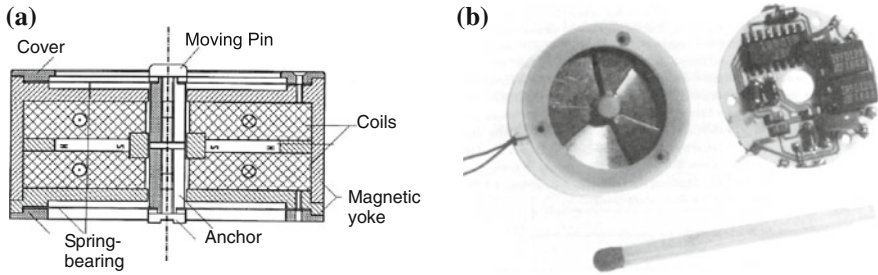 (a)
Cover
Moving Pin
Coils
Magnetic
yoke
Anchor
Spring-
bearing
N
S
S
N
(b)